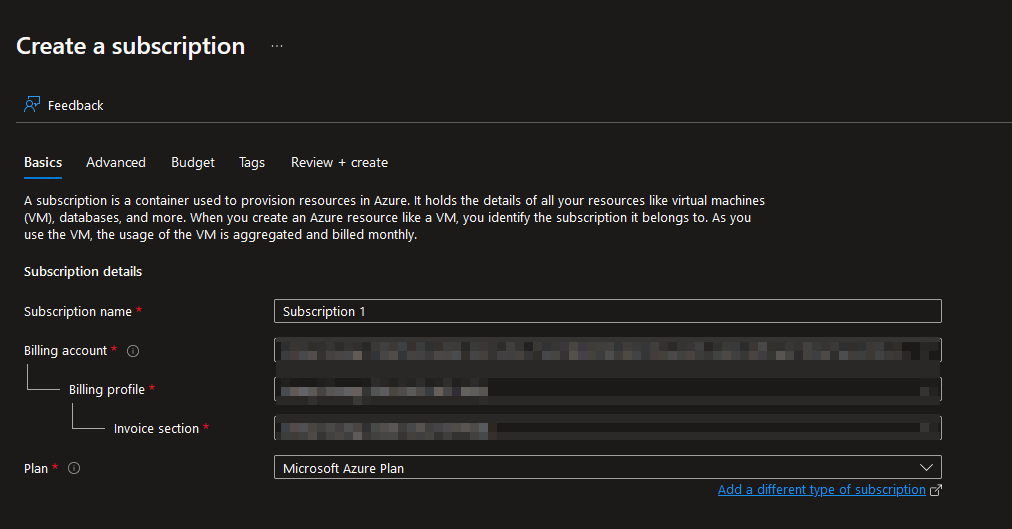 Create a subscription ...
Feedback
Basics Advanced Budget Tags Review + create
A subscription is a container used to provision resources in Azure. It holds the details of all your resources like virtual machines
(VM), databases, and more. When you create an Azure resource like a VM, you identify the subscription it belongs to. As you
use the VM, the usage of the VM is aggregated and billed monthly.
Subscription details
Subscription name * Subscription 1
Billing account *
Billing profile *
Invoice section *
Plan * Microsoft Azure Plan
Add a different type of subscription